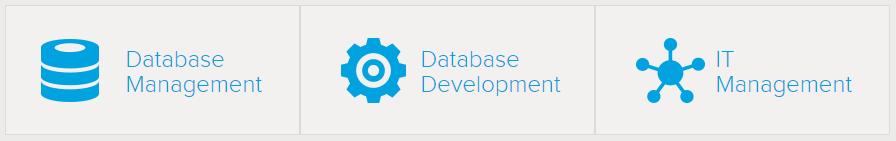 Database
Management
Database
Development
IT
Management